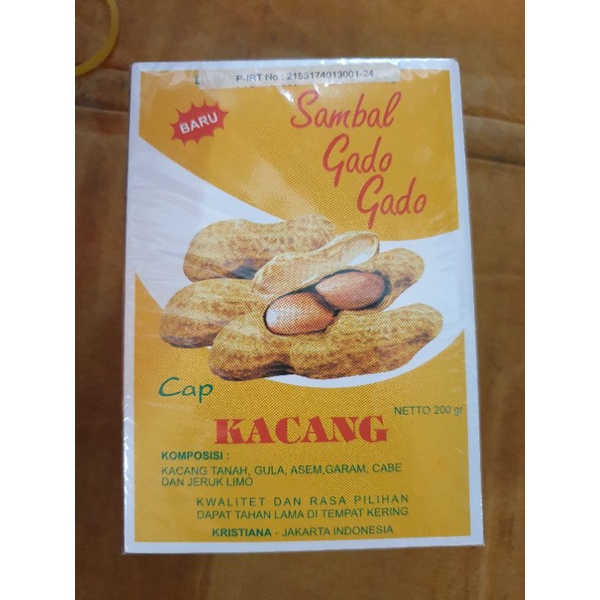 P-IRT No.: 2153174013001-24
BARU
Sambal
Gado
Gado
Cap
KACANG
NETTO 200 gr.
KOMPOSISI :
KACANG TANAH, GULA, ASEM,GARAM, CABE
DAN JERUK LIMO
KWALITET DAN RASA PILIHAN
DAPAT TAHAN LAMA DI TEMPAT KERING
KRISTIANA - JAKARTA INDONESIA